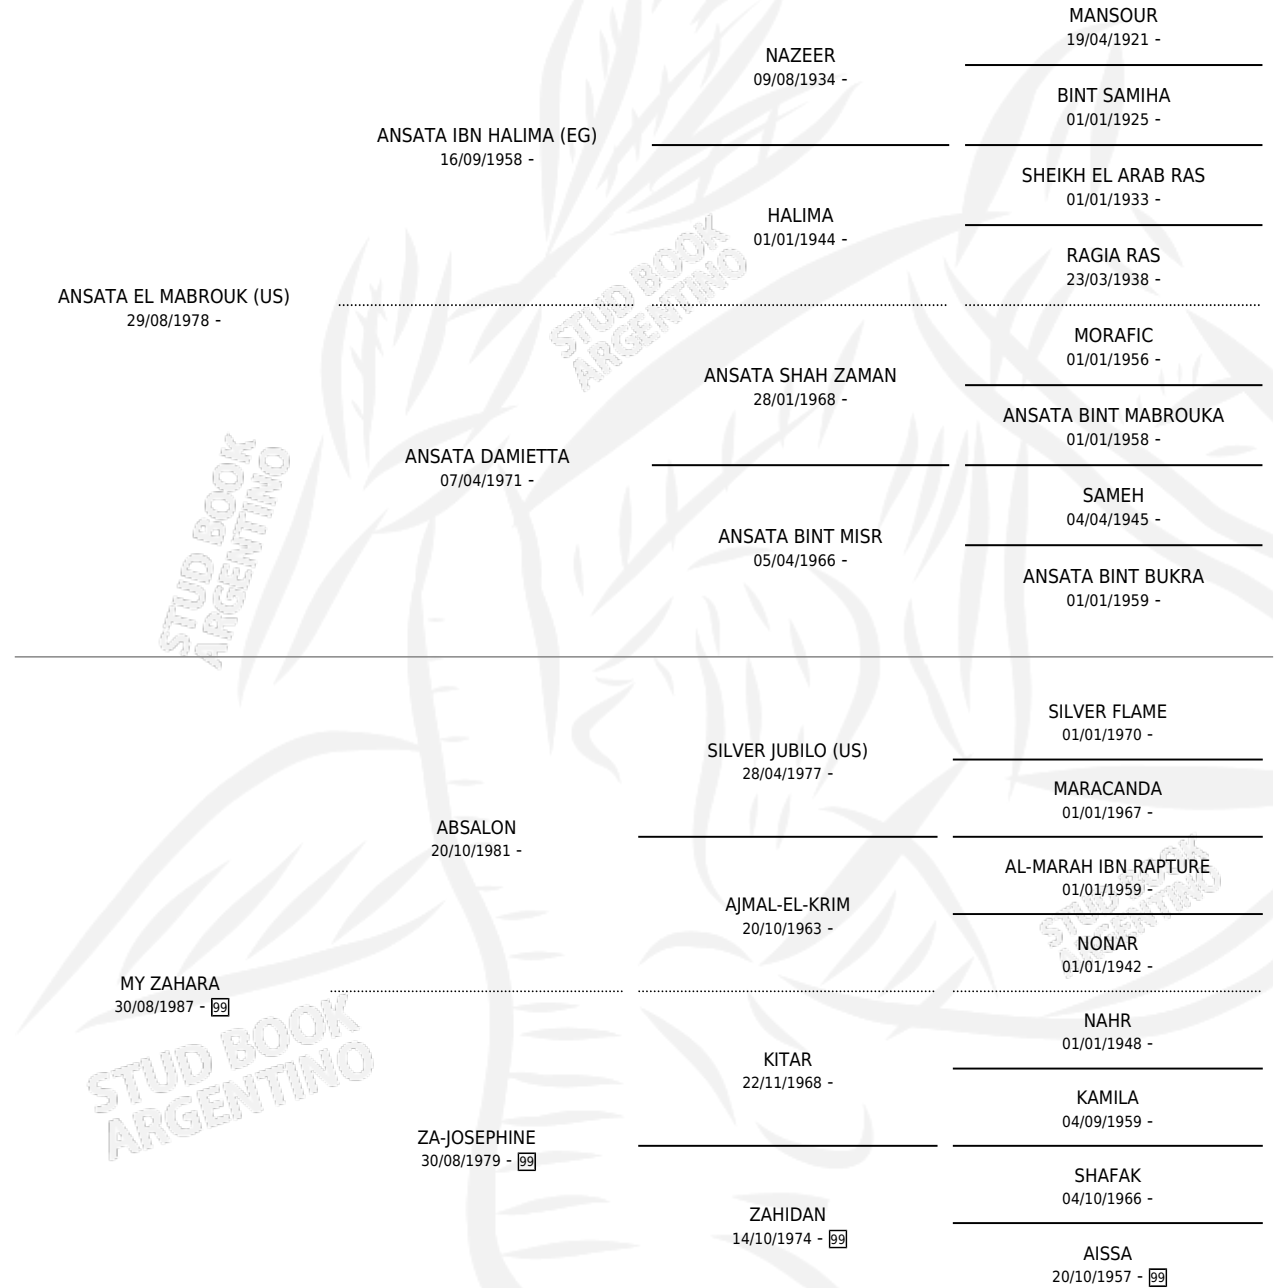 MANSOUR
19/04/1921 -
NAZEER
09/08/1934 -
BINT SAMIHA
01/01/1925 -
ANSATA IBN HALIMA (EG)
16/09/1958 -
SHEIKH EL ARAB RAS
01/01/1933 -
HALIMA
01/01/1944 -
RAGIA RAS
23/03/1938 -
ANSATA EL MABROUK (US)
29/08/1978 -
MORAFIC
01/01/1956 -
ANSATA SHAH ZAMAN
28/01/1968 -
ANSATA BINT MABROUKA
01/01/1958 -
ANSATA DAMIETTA
07/04/1971 -
SAMEH
04/04/1945 -
ANSATA BINT MISR
05/04/1966 -
ANSATA BINT BUKRA
01/01/1959 -
STUD BOOK
ARGENTINO
STUD BOOK
ARGENTINO
SILVER FLAME
01/01/1970 -
SILVER JUBILO (US)
28/04/1977 -
MARACANDA
01/01/1967 -
ABSALON
20/10/1981 -
AL-MARAH IBN RAPTURE
01/01/1959 -
AJMAL-EL-KRIM
20/10/1963 -
NONAR
01/01/1942 -
MY ZAHARA
30/08/1987 - 99
NAHR
01/01/1948 -
KITAR
22/11/1968 -
KAMILA
04/09/1959 -
ZA-JOSEPHINE
30/08/1979 - 99
SHAFAK
04/10/1966 -
ZAHIDAN
14/10/1974 - 99
AISSA
20/10/1957 - 99
STUD BOOK
ARGENTINO
STUD BOOK
ARGENTINO